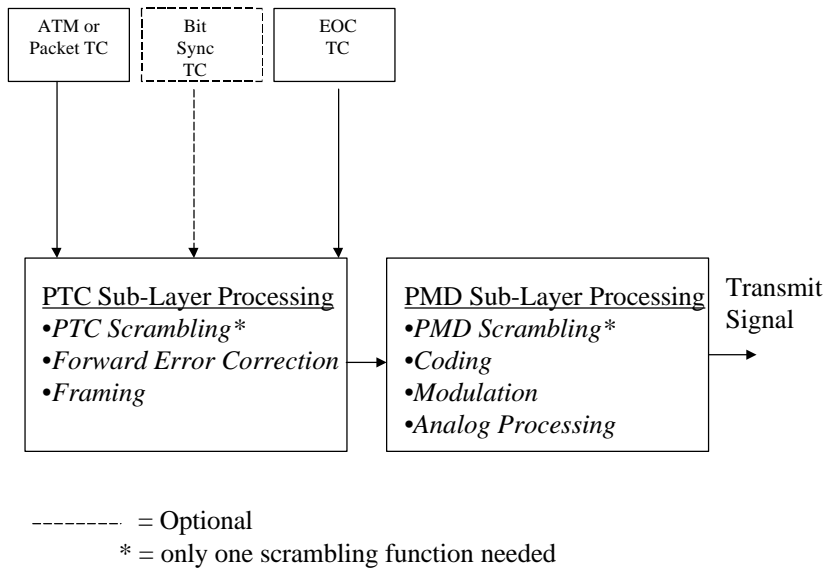 ATM or
Packet TC
Bit
Sync
TC
EOC
TC
PTC Sub-Layer Processing
•PTC Scrambling*
•Forward Error Correction
•Framing
PMD Sub-Layer Processing
•PMD Scrambling*
•Coding
•Modulation
•Analog Processing
Transmit
Signal
= Optional
* = only one scrambling function needed